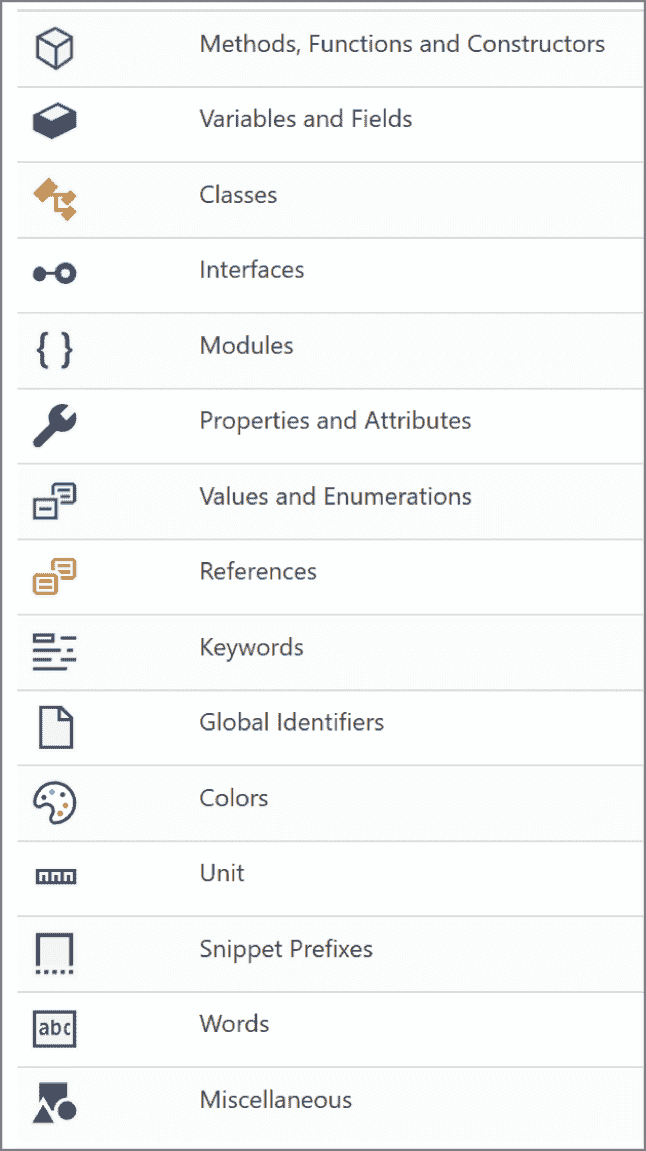 Methods, Functions and Constructors
Variables and Fields
Classes
Interfaces
{ } Modules
Properties and Attributes
Values and Enumerations
References
Keywords
Global Identifiers
Colors
Unit
Snippet Prefixes
abc Words
Miscellaneous